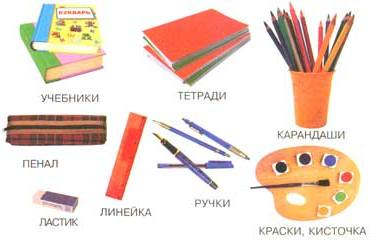 БУКВАРЬ
УЧЕБНИКИ
ТЕТРАДИ
КАРАНДАШИ
ПЕНАЛ
ЛАСТИК
ЛИНЕЙКА
РУЧКИ
КРАСКИ, КИСТОЧКА